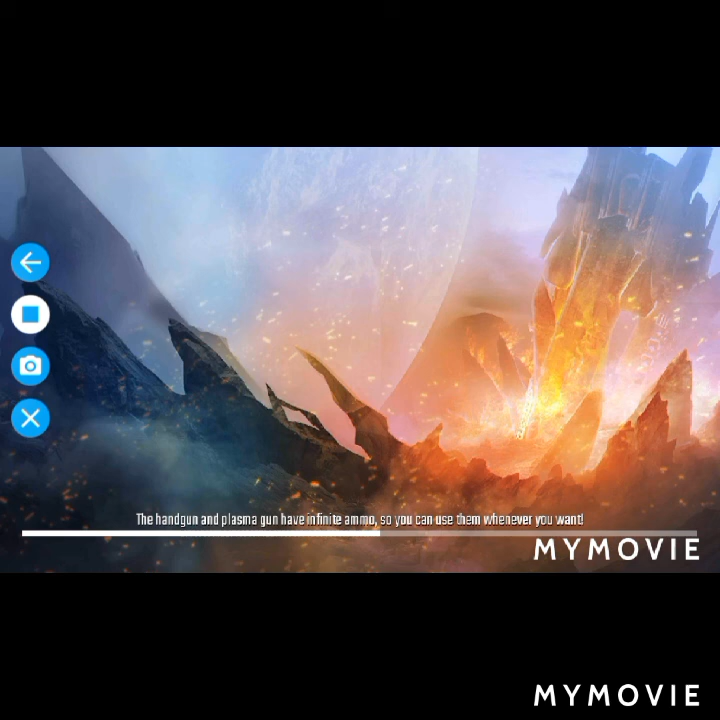 The handgun and plasma gun have infinite ammo, so you can use them whenever you want!
MYMOVIE
MYMOVIE